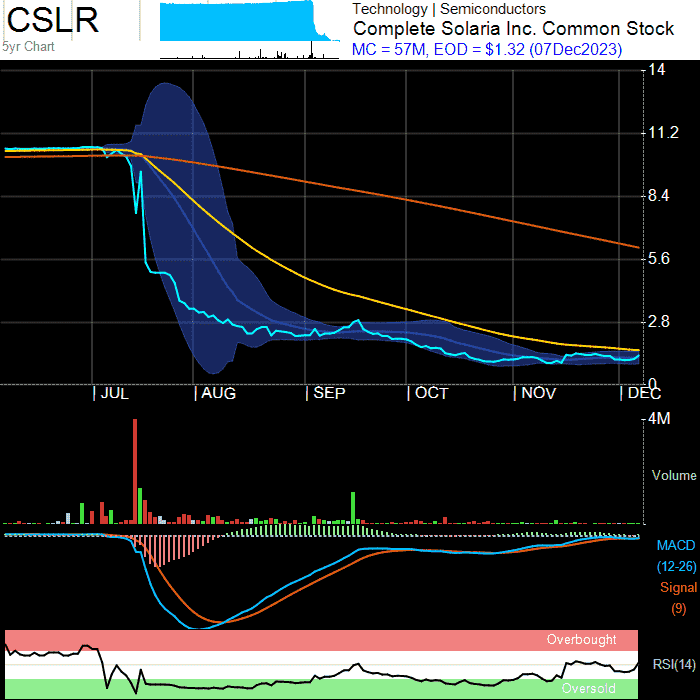 CSLR
5yr Chart
Technology | Semiconductors
Complete Solaria Inc. Common Stock
MC = 57M, EOD = $1.32 (07Dec2023)
14
11.2
8.4
5.6
2.8
0
JUL AUG SEP OCT NOV DEC
4M
Volume
MACD
(12-26)
Signal
(9)
Overbought
RSI(14)
Oversold